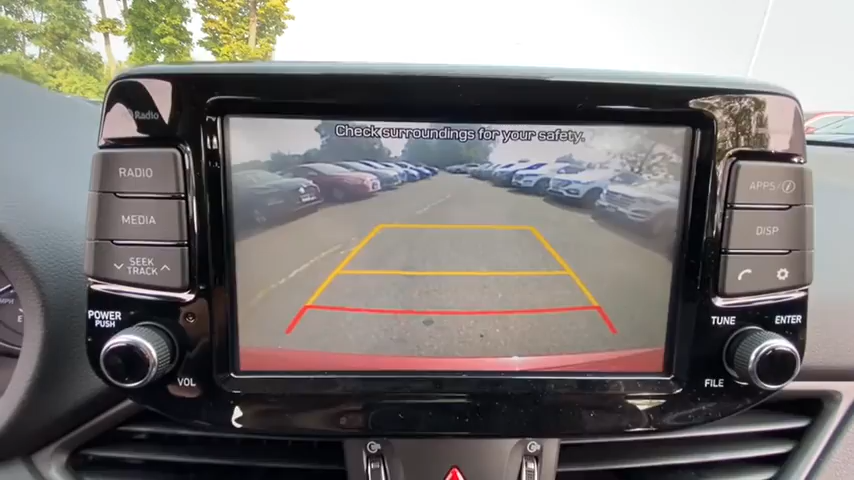 Check surroundings for your safety.
Radio
RADIO
MEDIA
SEEK
TRACK
POWER
PUSH
VOL
APPS/
DISP
TUNE
ENTER
FILE